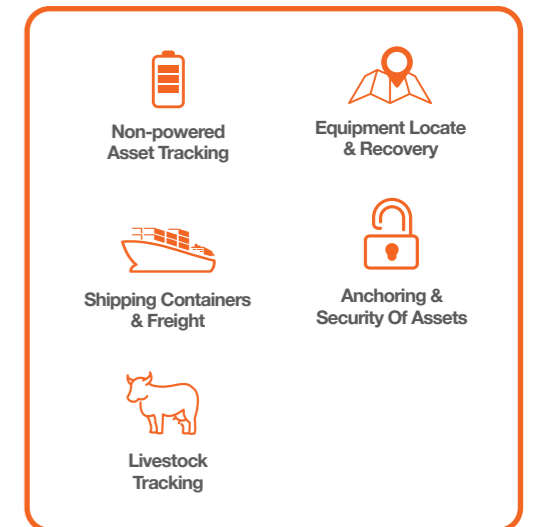 Non-powered
Asset Tracking
Equipment Locate
& Recovery
Shipping Containers
& Freight
Anchoring &
Security Of Assets
Livestock
Tracking